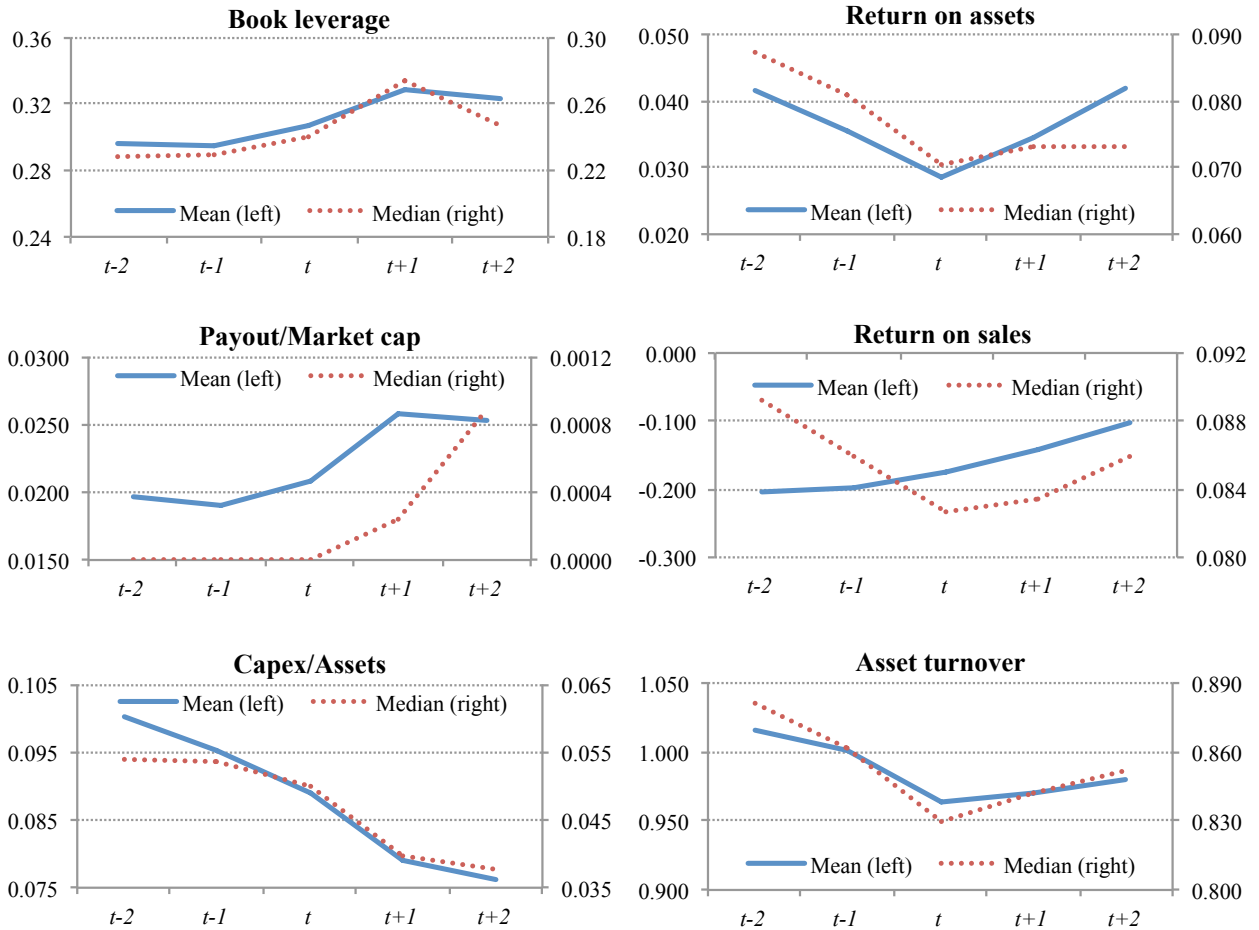 Book leverage
0.36 0.30
0.32 0.26
0.28 0.22
Mean (left) Median (right)
0.24 0.18
t-2 t-1 t t+1 t+2
Return on assets
0.050 0.090
0.040 0.080
0.030 0.070
Mean (left) Median (right)
0.020 0.060
t-2 t-1 t t+1 t+2
Payout/Market cap
0.0300 0.0012
Mean (left) Median (right)
0.0250 0.0008
0.0200 0.0004
0.0150 0.0000
t-2 t-1 t t+1 t+2
Return on sales
0.000 0.092
Mean (left) Median (right)
-0.100 0.088
-0.200 0.084
-0.300 0.080
t-2 t-1 t t+1 t+2
Capex/Assets
0.105 0.065
Mean (left) Median (right)
0.095 0.055
0.085 0.045
0.075 0.035
t-2 t-1 t t+1 t+2
Asset turnover
1.050 0.890
1.000 0.860
0.950 0.830
Mean (left) Median (right)
0.900 0.800
t-2 t-1 t t+1 t+2